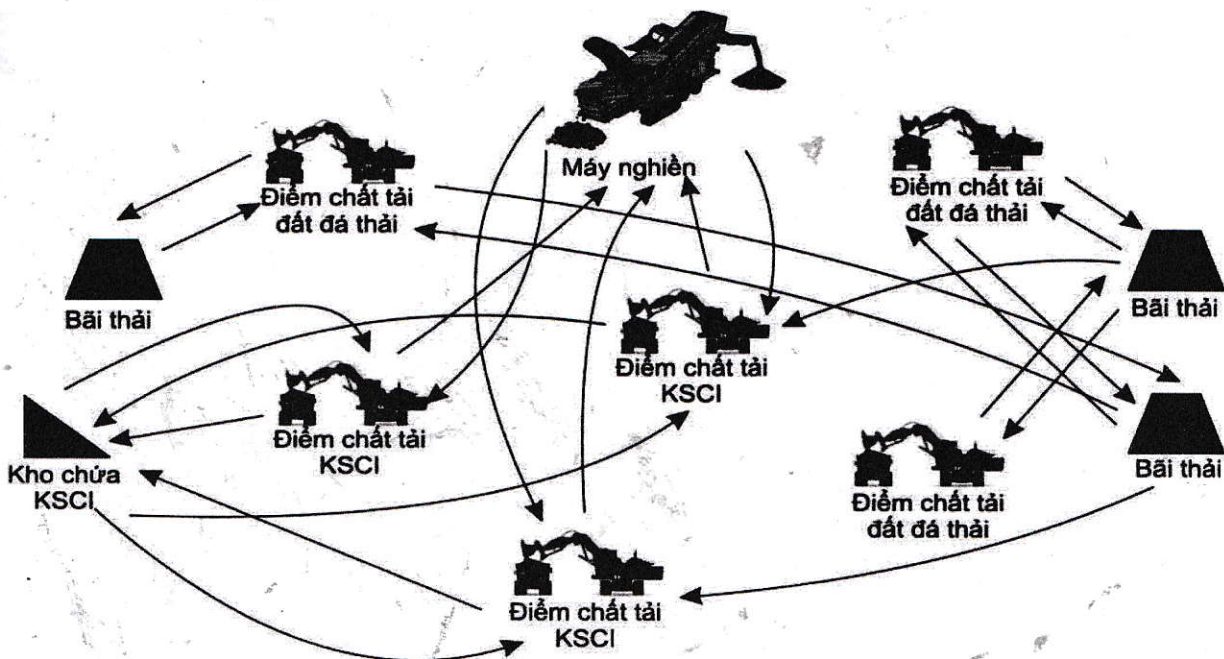 Máy nghiền
Điểm chất tải
đất đá thải
Điểm chất tải
đất đá thải
Bãi thải
Bãi thải
Điểm chất tải
KSCI
Điểm chất tải
KSCI
Kho chứa
KSCI
Bãi thải
Điểm chất tải
đất đá thải
Điểm chất tải
KSCI